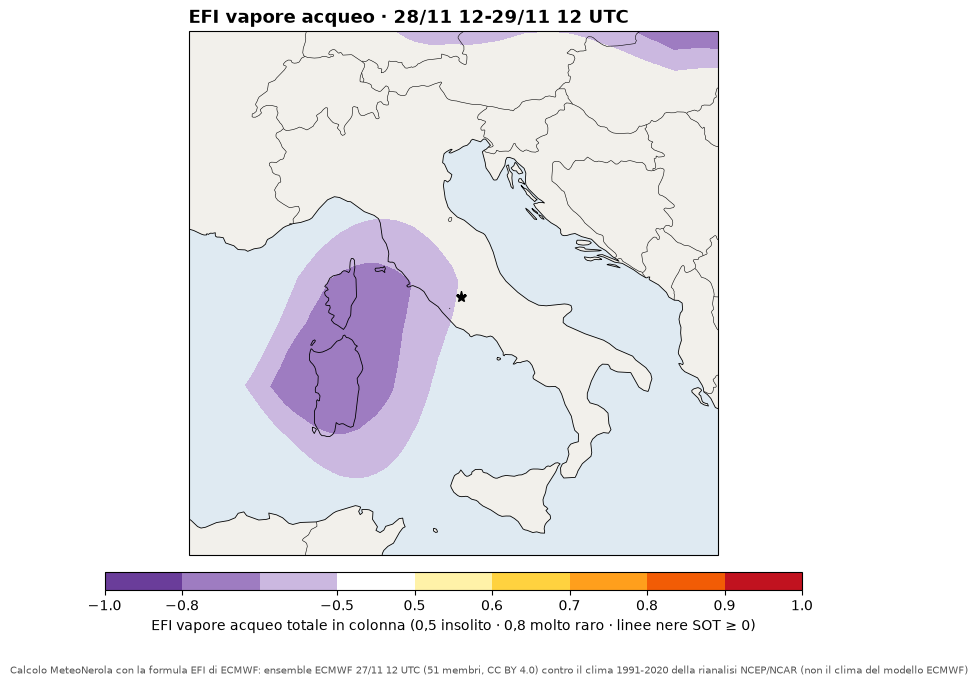 EFI vapore acqueo · 28/11 12-29/11 12 UTC
−1.0 −0.8 −0.5 0.5 0.6 0.7 0.8 0.9 1.0
EFI vapore acqueo totale in colonna (0,5 insolito · 0,8 molto raro · linee nere SOT ≥ 0)
Calcolo MeteoNerola con la formula EFI di ECMWF: ensemble ECMWF 27/11 12 UTC (51 membri, CC BY 4.0) contro il clima 1991-2020 della rianalisi NCEP/NCAR (non il clima del modello ECMWF)